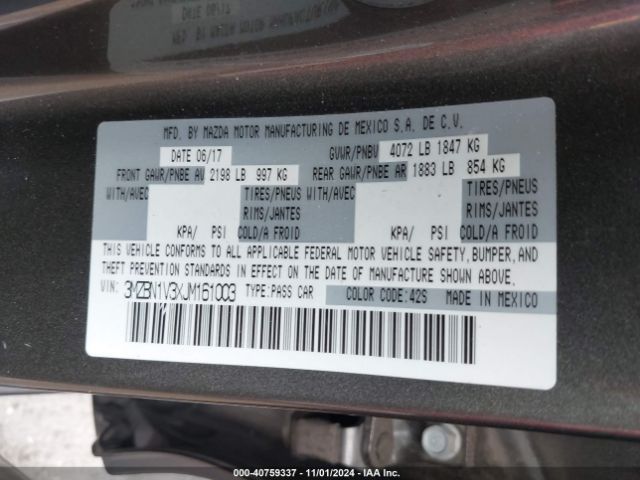 MFD. BY MAZDA MOTOR MANUFACTURING DE MEXICO S.A. DE C.V.
DATE 06/17 GVWR/PNBV 4072 LB 1847 KG
FRONT GAWR/PNBE AV 2198 LB 997 KG REAR GAWR/PNBE AR 1883 LB 854 KG
WITH/AVEC TIRES/PNEUS WITH/AVEC TIRES/PNEUS
RIMS/JANTES RIMS/JANTES
KPA/ PSI COLD/A FROID KPA/ PSI COLD/A FROID
THIS VEHICLE CONFORMS TO ALL APPLICABLE FEDERAL MOTOR VEHICLE SAFETY, BUMPER, AND
THEFT PREVENTION STANDARDS IN EFFECT ON THE DATE OF MANUFACTURE SHOWN ABOVE.
VIN: 3MZBN1V3XJM161003 TYPE:PASS CAR COLOR CODE:42S MADE IN MEXICO
000-40759337 - 11/01/2024 - IAA Inc.